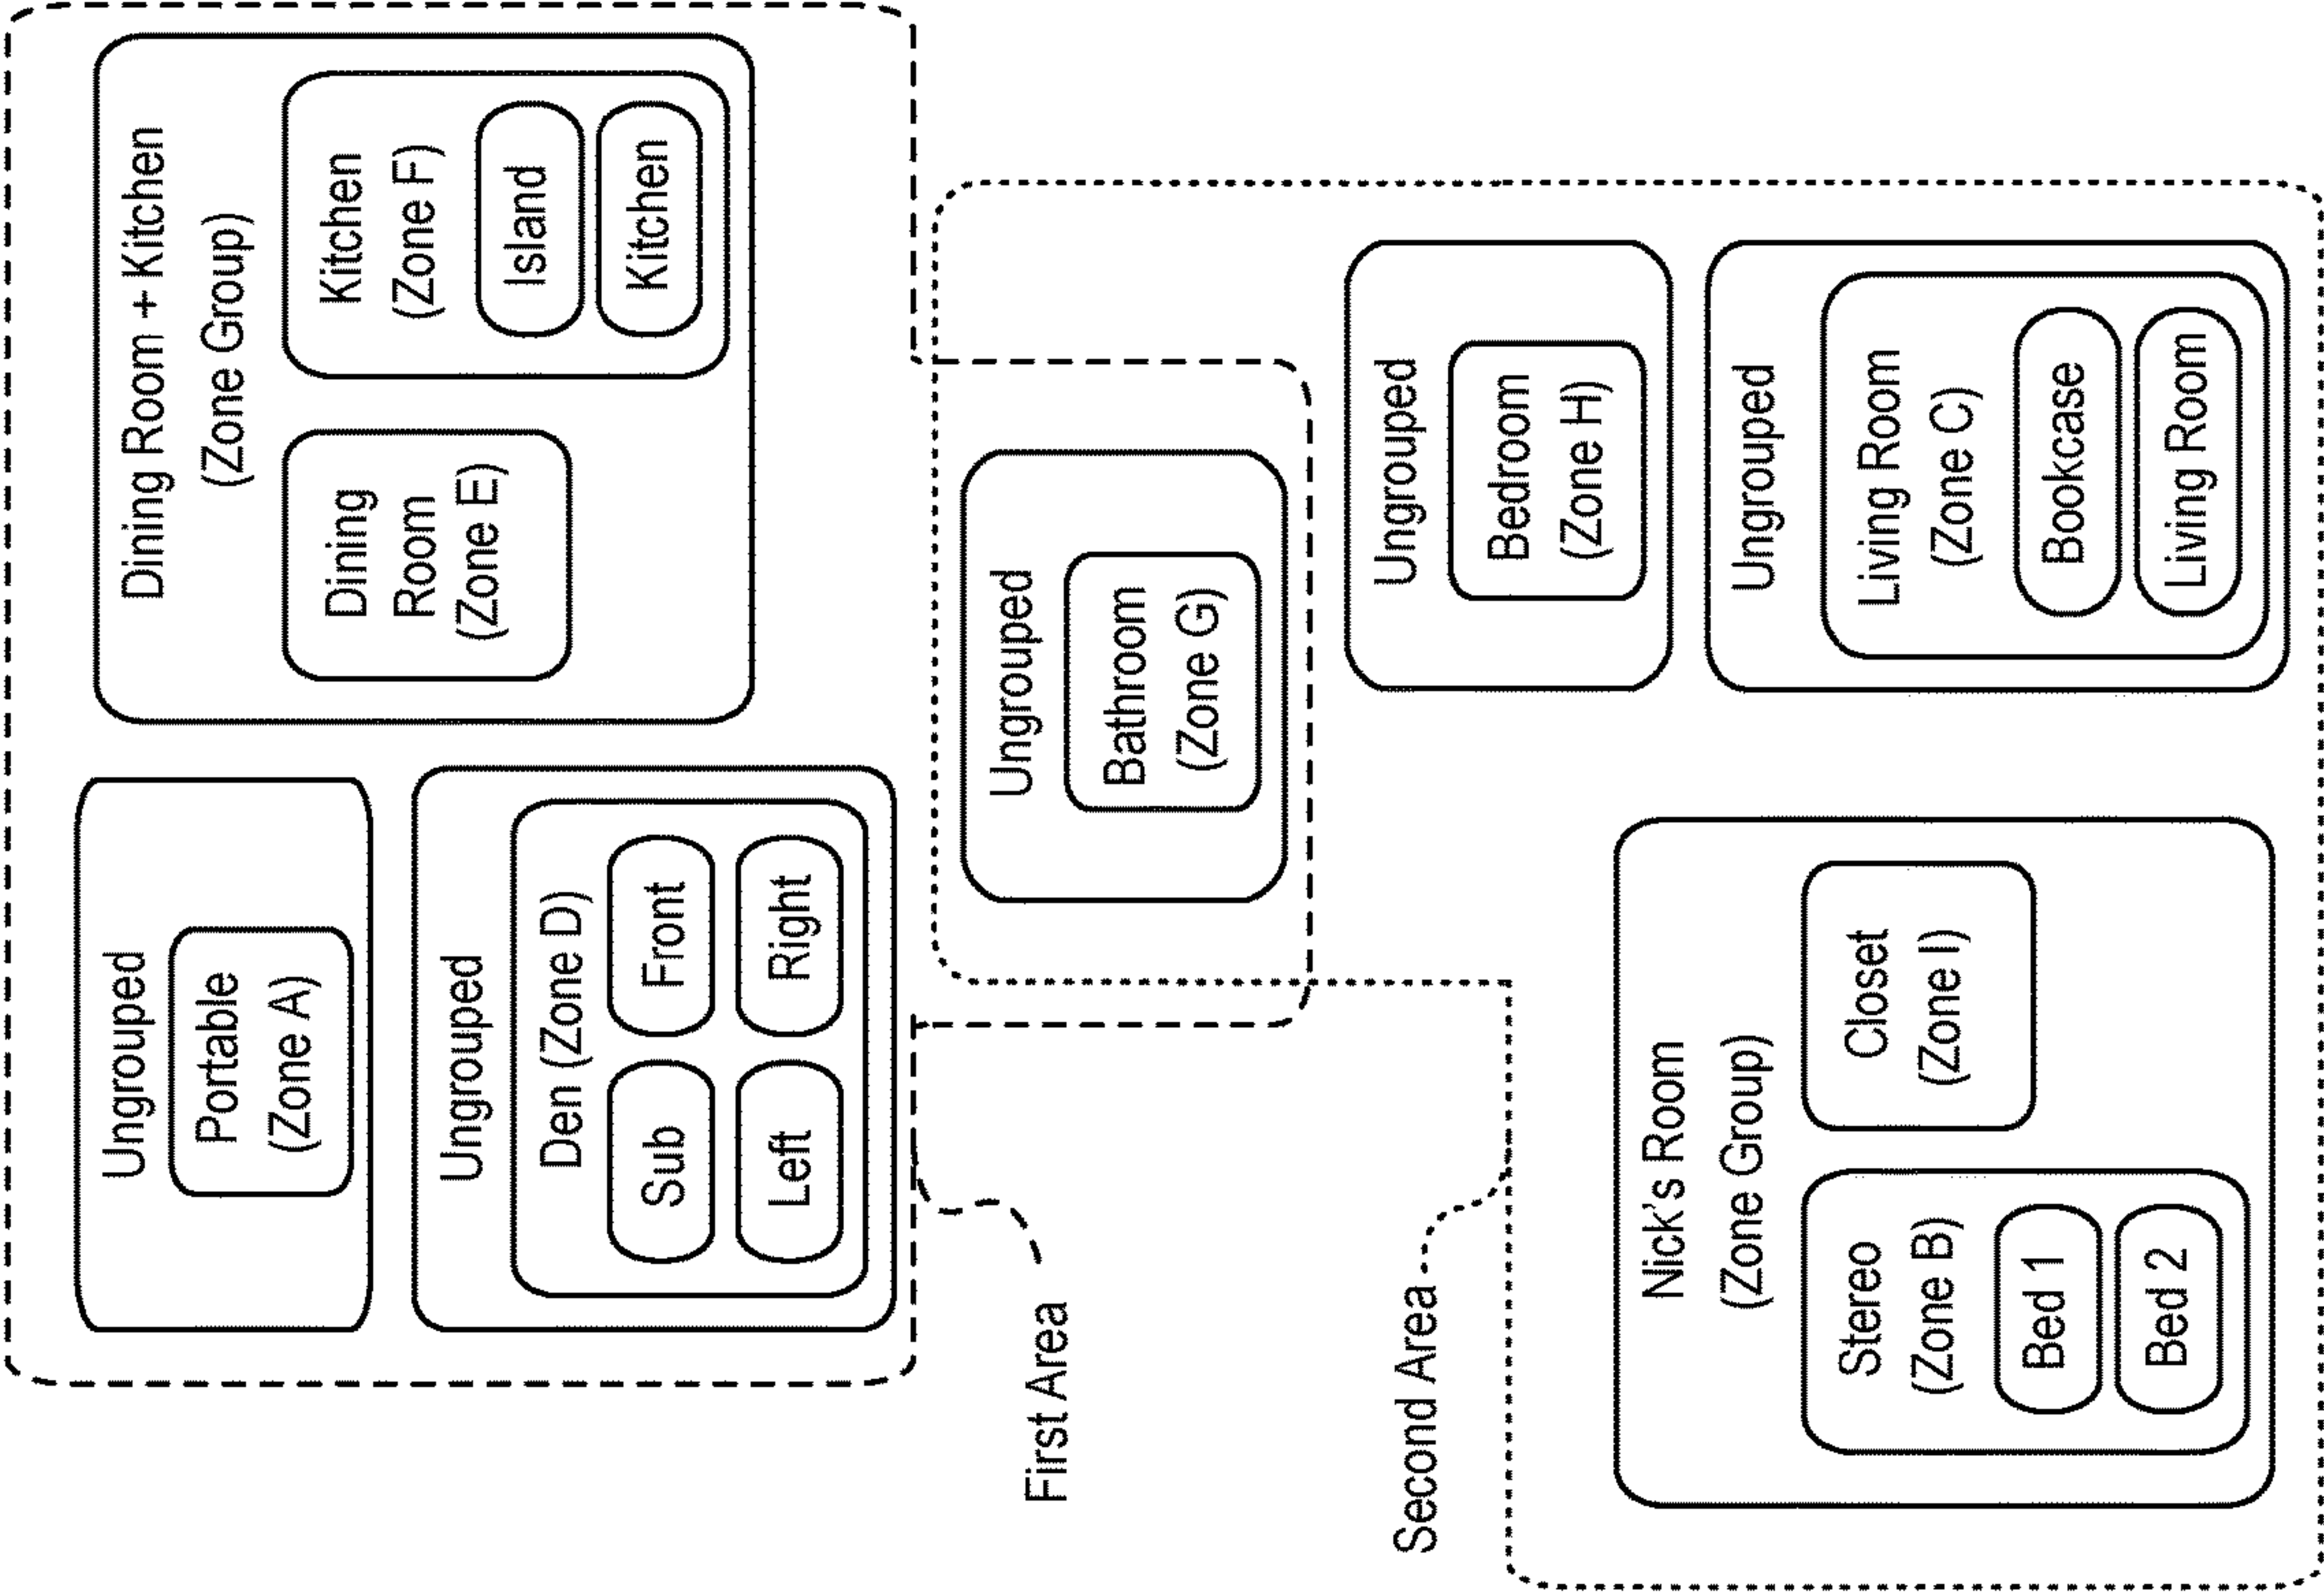 Ungrouped
Portable
(Zone A)
Ungrouped
Den (Zone D)
Sub
Front
Left
Right
Dining Room + Kitchen
(Zone Group)
Dining
Room
(Zone E)
Kitchen
(Zone F)
Island
Kitchen
First Area
Ungrouped
Bathroom
(Zone G)
Second Area
Ungrouped
Bedroom
(Zone H)
Nick's Room
(Zone Group)
Stereo
(Zone B)
Bed 1
Bed 2
Closet
(Zone I)
Ungrouped
Living Room
(Zone C)
Bookcase
Living Room